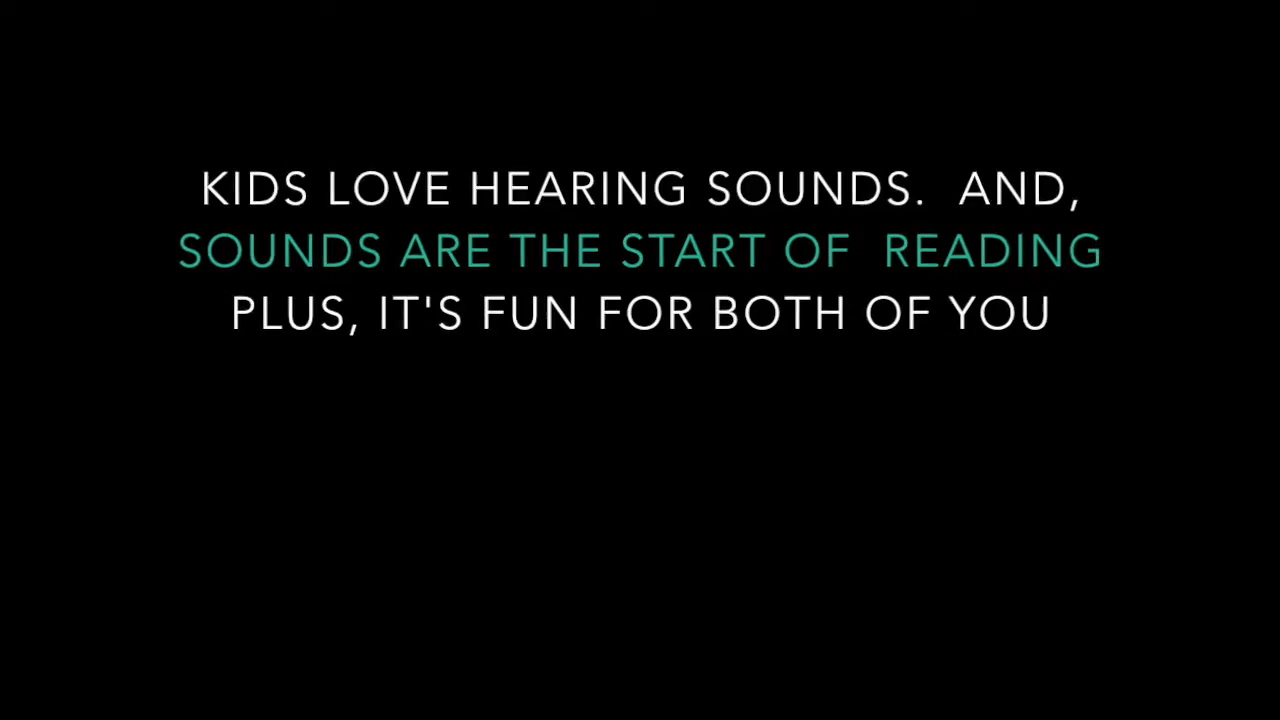 KIDS LOVE HEARING SOUNDS.  AND,
SOUNDS ARE THE START OF  READING
PLUS, IT'S FUN FOR BOTH OF YOU